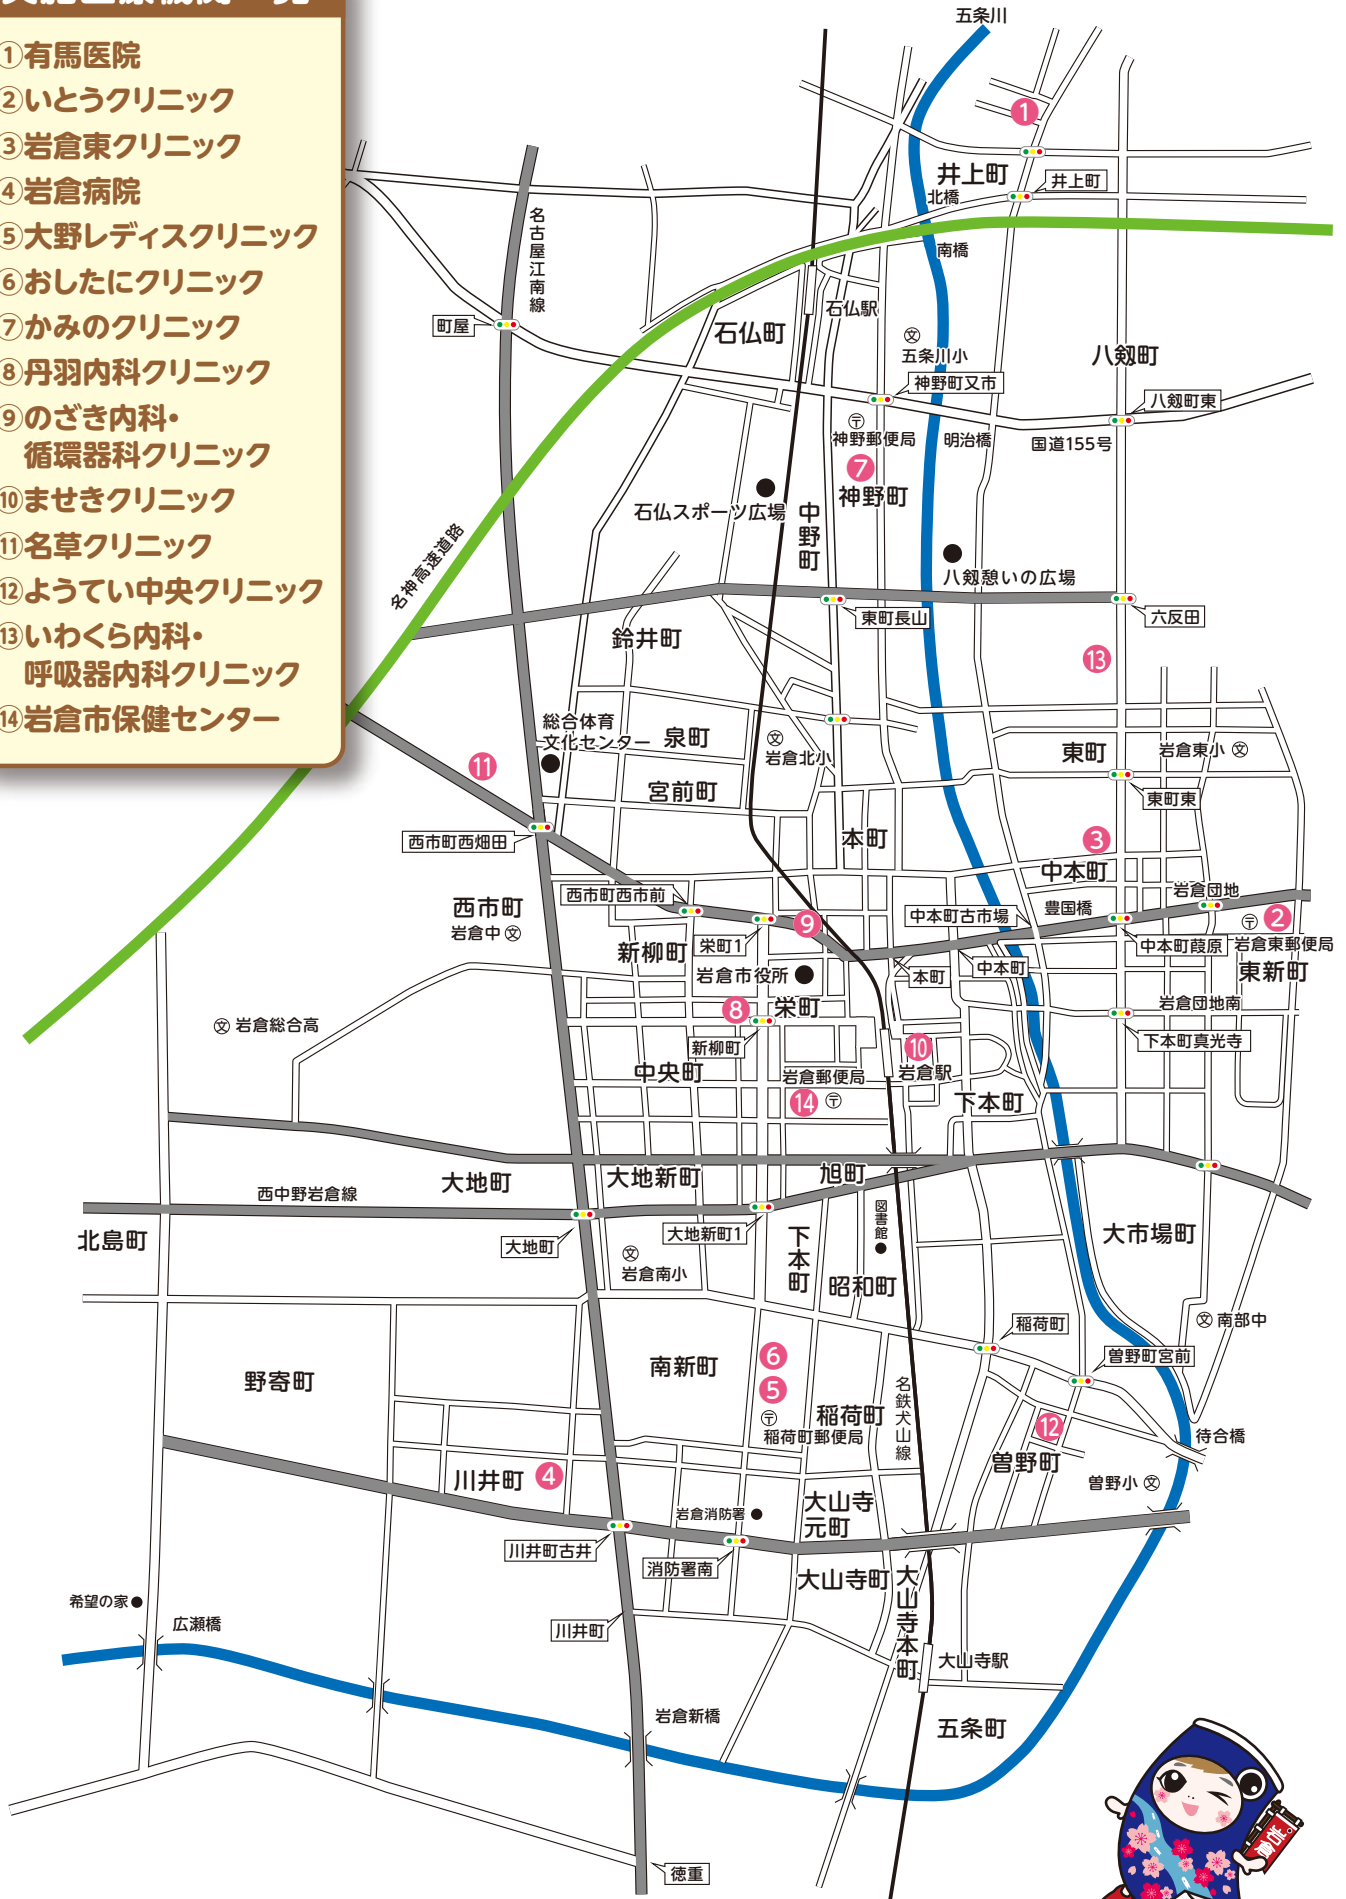 ①有馬医院
②いとうクリニック
③岩倉東クリニック
④岩倉病院
⑤大野レディスクリニック
⑥おしたにクリニック
⑦かみのクリニック
⑧丹羽内科クリニック
⑨のざき内科・
循環器科クリニック
⑩ませきクリニック
⑪名草クリニック
⑫ようてい中央クリニック
⑬いわくら内科・
呼吸器内科クリニック
⑭岩倉市保健センター
五条川
1
井上町
井上町
北橋
南橋
名古屋江南線
町屋
石仏町
石仏駅
文
五条川小
八剱町
神野町又市
八剱町東
〒
神野郵便局
明治橋
国道155号
7
神野町
石仏スポーツ広場
中野町
名神高速道路
八剱憩いの広場
東町長山
六反田
鈴井町
13
総合体育
文化センター
泉町
文
岩倉北小
東町
岩倉東小 文
11
宮前町
東町東
西市町西畑田
本町
3
中本町
西市町西市前
岩倉団地
西市町
岩倉中 文
中本町古市場
豊国橋
〒
2
新柳町
栄町1
9
中本町葭原
岩倉東郵便局
岩倉市役所
本町
中本町
東新町
8
栄町
岩倉団地南
文 岩倉総合高
新柳町
10
下本町真光寺
中央町
岩倉郵便局
岩倉駅
14
〒
下本町
大地町
大地新町
旭町
西中野岩倉線
北島町
大地町
大地新町1
下本町
図書館
大市場町
文
岩倉南小
昭和町
稲荷町
文 南部中
野寄町
南新町
6
5
〒
稲荷町郵便局
稲荷町
名鉄犬山線
曽野町宮前
12
待合橋
曽野町
川井町
4
曽野小 文
岩倉消防署
大山寺
元町
川井町古井
消防署南
大山寺町
大山寺本町
希望の家
広瀬橋
川井町
大山寺駅
岩倉新橋
五条町
徳重